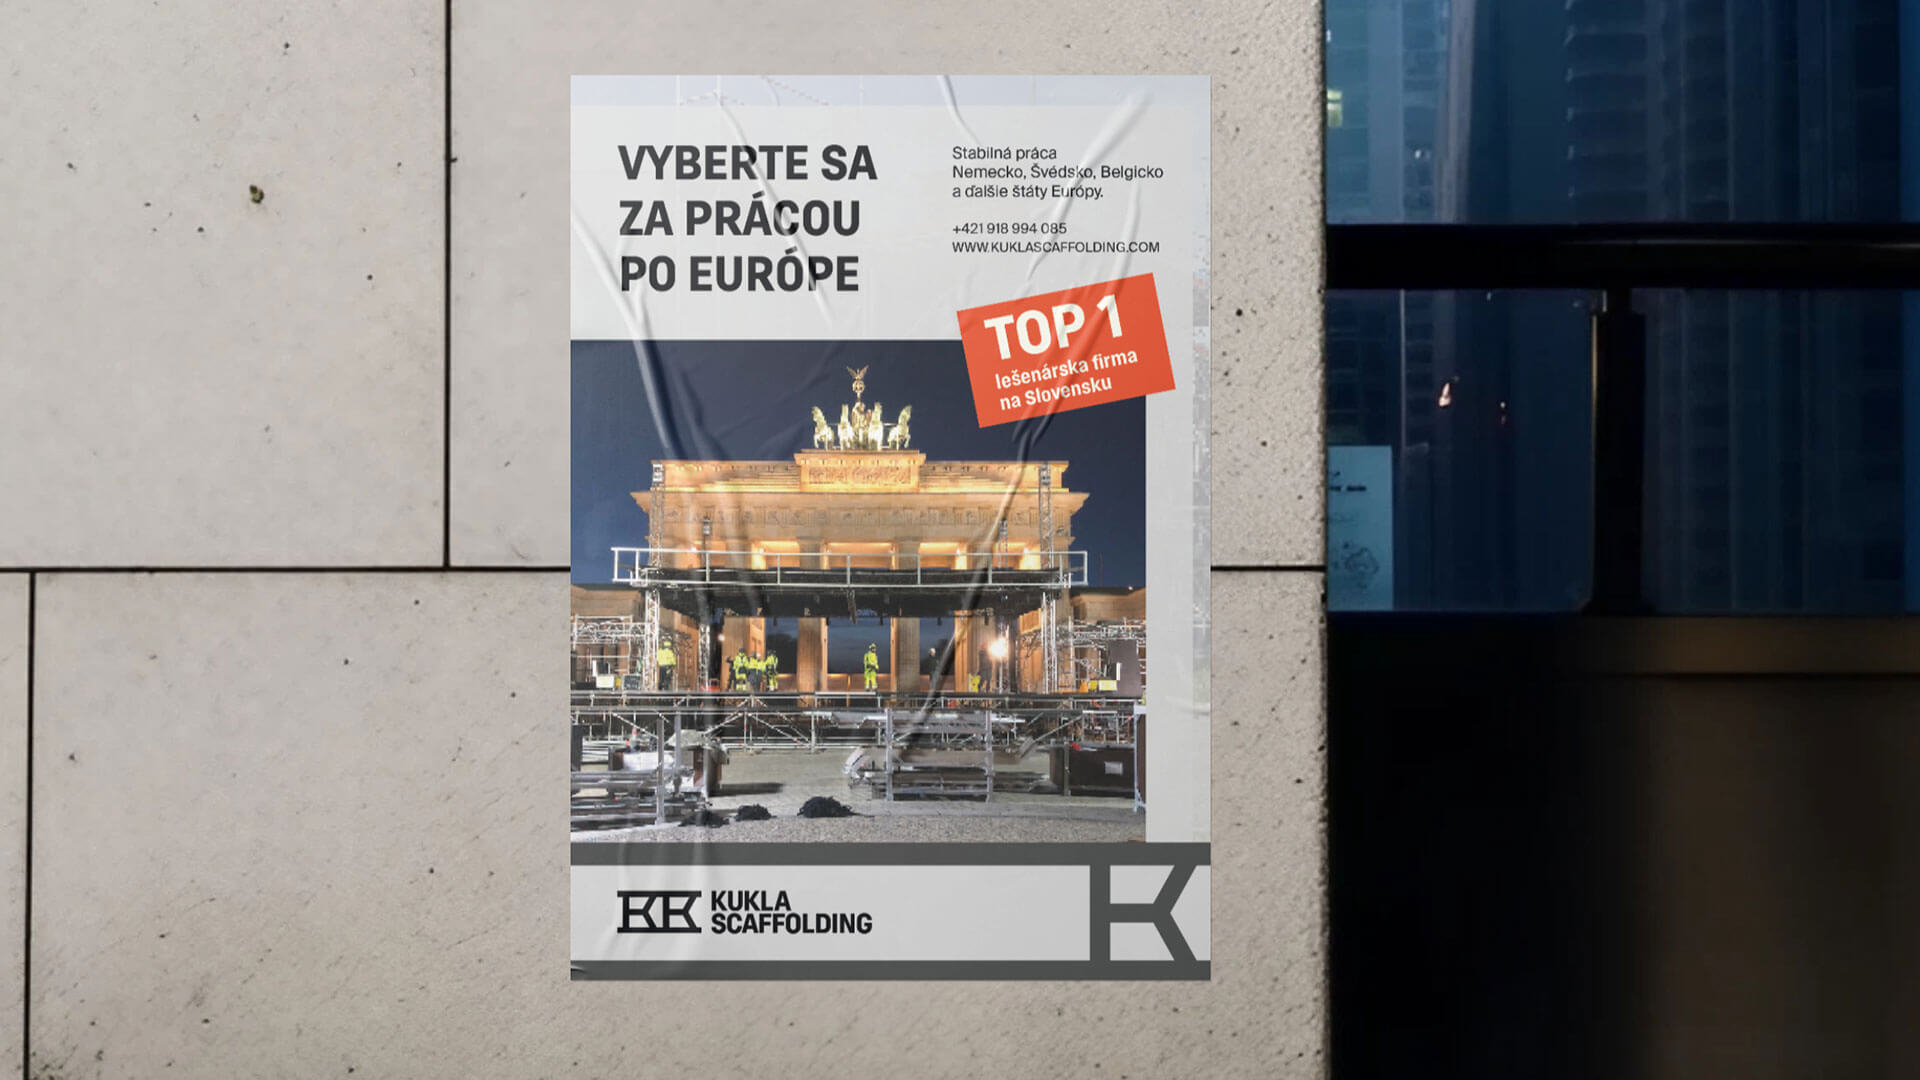 VYBERTE SA
ZA PRÁCOU
PO EURÓPE
Stabilná práca
Nemecko, Švédsko, Belgicko
a ďalšie štáty Európy.
+421 918 994 085
WWW.KUKLASCAFFOLDING.COM
TOP 1
lešenárska firma
na Slovensku
KUKLA
SCAFFOLDING